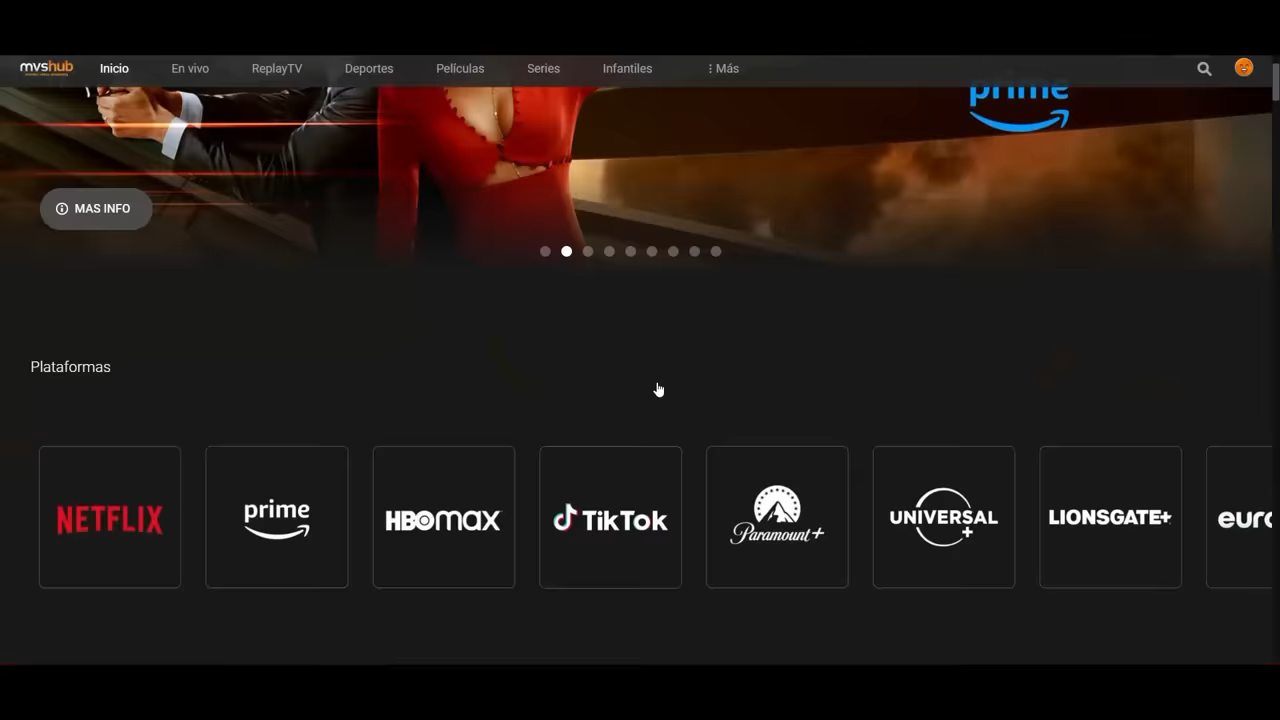 mvshub Inicio En vivo ReplayTV Deportes Películas Series Infantiles Más
prime
MAS INFO
Plataformas
NETFLIX prime HBOmax TikTok Paramount+ UNIVERSAL+ LIONSGATE+ euro